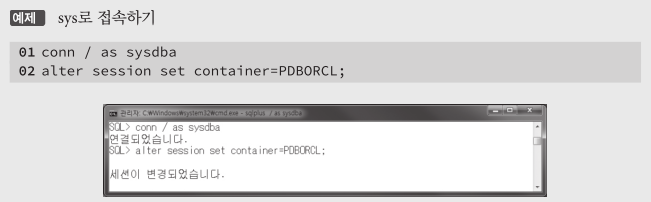 예제 sys로 접속하기
01 conn / as sysdba
02 alter session set container=PDBORCL;
관리자: C:\Windows\system32\cmd.exe - sqlplus / as sysdba
SQL> conn / as sysdba
연결되었습니다.
SQL> alter session set container=PDBORCL;
세션이 변경되었습니다.